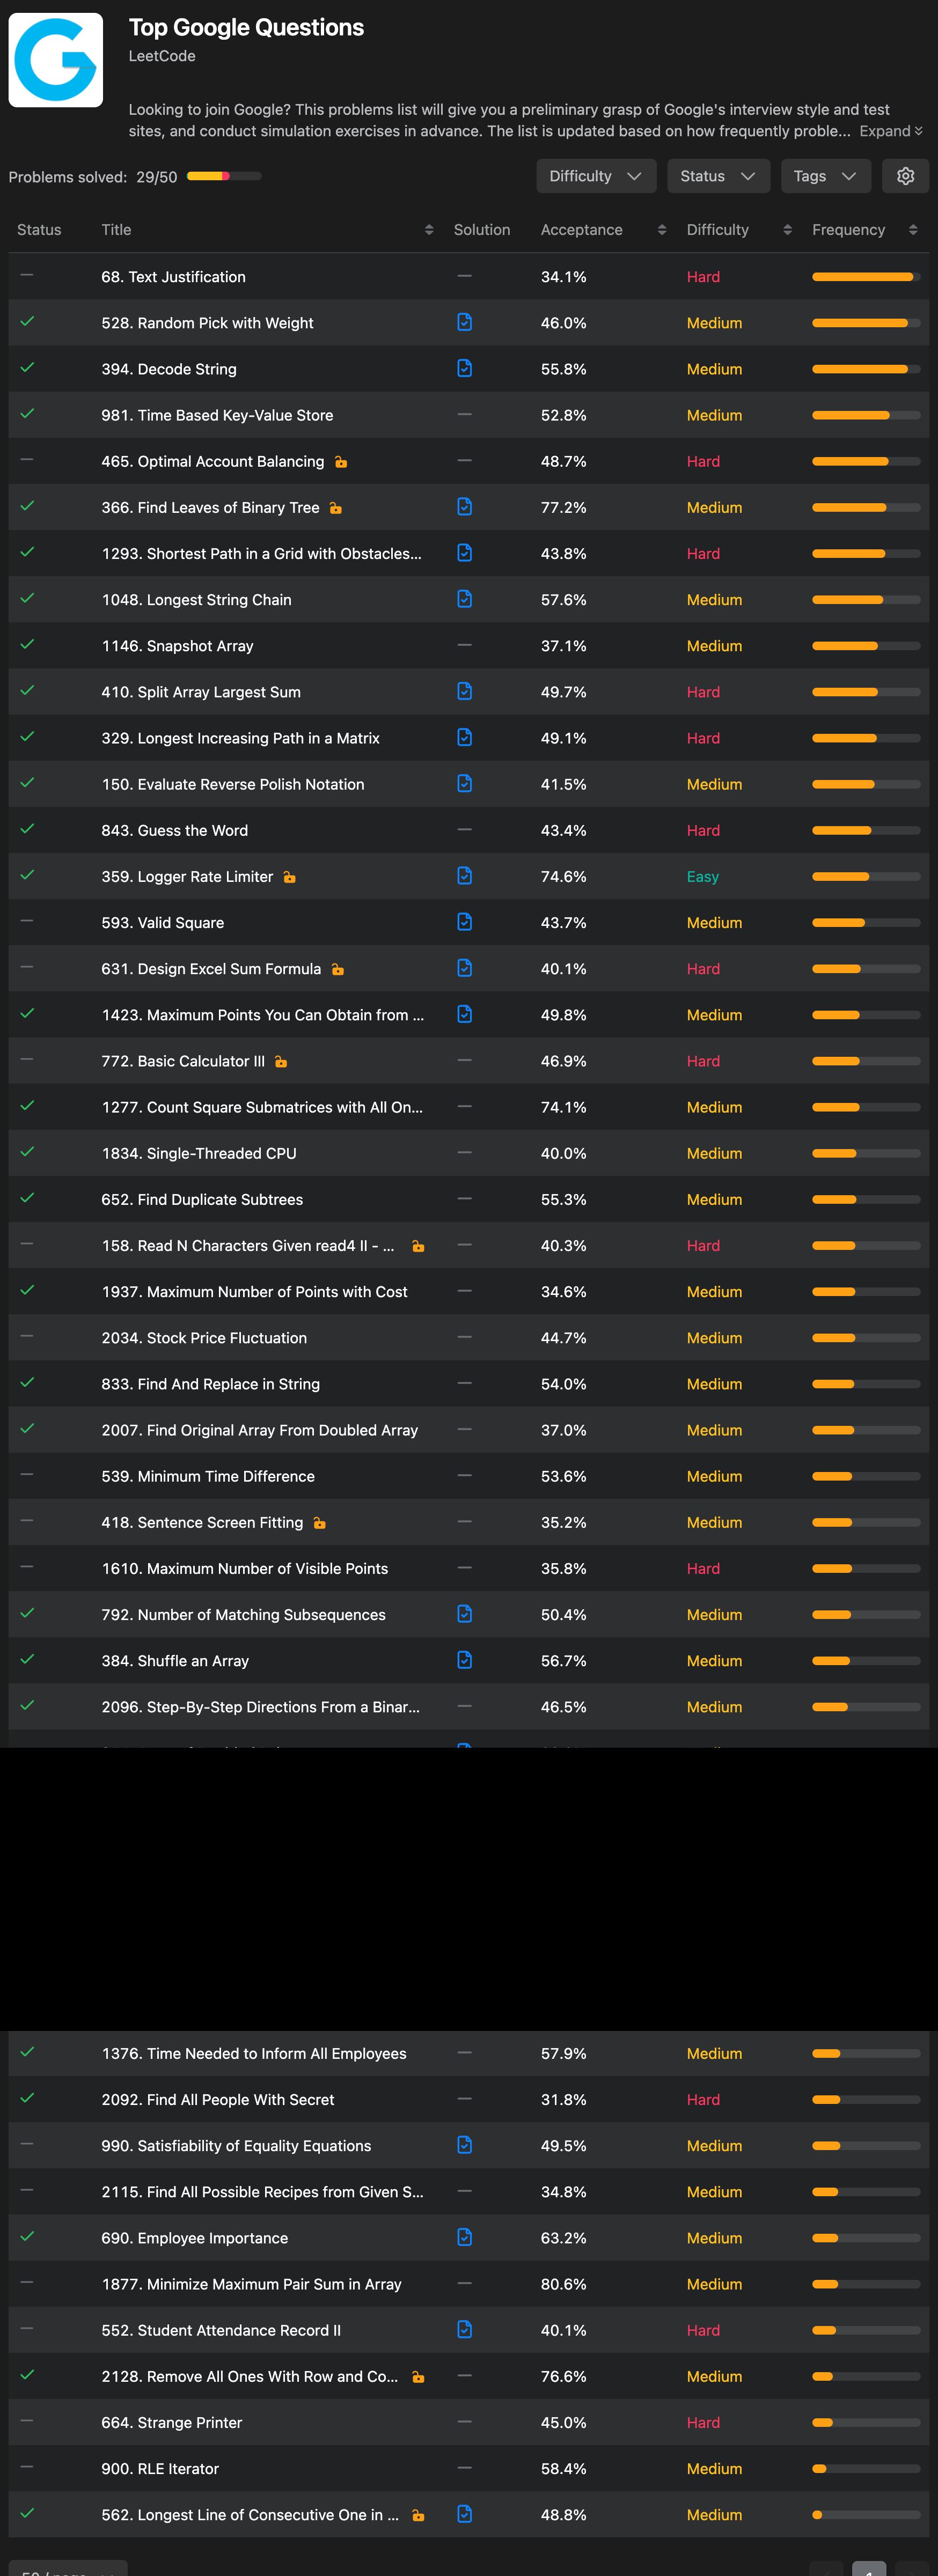 Top Google Questions
LeetCode
Looking to join Google? This problems list will give you a preliminary grasp of Google's interview style and test
sites, and conduct simulation exercises in advance. The list is updated based on how frequently proble... Expand
Problems solved: 29/50 Difficulty Status Tags
Status Title Solution Acceptance Difficulty Frequency
68. Text Justification 34.1% Hard
528. Random Pick with Weight 46.0% Medium
394. Decode String 55.8% Medium
981. Time Based Key-Value Store 52.8% Medium
465. Optimal Account Balancing 48.7% Hard
366. Find Leaves of Binary Tree 77.2% Medium
1293. Shortest Path in a Grid with Obstacles... 43.8% Hard
1048. Longest String Chain 57.6% Medium
1146. Snapshot Array 37.1% Medium
410. Split Array Largest Sum 49.7% Hard
329. Longest Increasing Path in a Matrix 49.1% Hard
150. Evaluate Reverse Polish Notation 41.5% Medium
843. Guess the Word 43.4% Hard
359. Logger Rate Limiter 74.6% Easy
593. Valid Square 43.7% Medium
631. Design Excel Sum Formula 40.1% Hard
1423. Maximum Points You Can Obtain from ... 49.8% Medium
772. Basic Calculator III 46.9% Hard
1277. Count Square Submatrices with All On... 74.1% Medium
1834. Single-Threaded CPU 40.0% Medium
652. Find Duplicate Subtrees 55.3% Medium
158. Read N Characters Given read4 II - ... 40.3% Hard
1937. Maximum Number of Points with Cost 34.6% Medium
2034. Stock Price Fluctuation 44.7% Medium
833. Find And Replace in String 54.0% Medium
2007. Find Original Array From Doubled Array 37.0% Medium
539. Minimum Time Difference 53.6% Medium
418. Sentence Screen Fitting 35.2% Medium
1610. Maximum Number of Visible Points 35.8% Hard
792. Number of Matching Subsequences 50.4% Medium
384. Shuffle an Array 56.7% Medium
2096. Step-By-Step Directions From a Binar... 46.5% Medium
1376. Time Needed to Inform All Employees 57.9% Medium
2092. Find All People With Secret 31.8% Hard
990. Satisfiability of Equality Equations 49.5% Medium
2115. Find All Possible Recipes from Given S... 34.8% Medium
690. Employee Importance 63.2% Medium
1877. Minimize Maximum Pair Sum in Array 80.6% Medium
552. Student Attendance Record II 40.1% Hard
2128. Remove All Ones With Row and Co... 76.6% Medium
664. Strange Printer 45.0% Hard
900. RLE Iterator 58.4% Medium
562. Longest Line of Consecutive One in ... 48.8% Medium